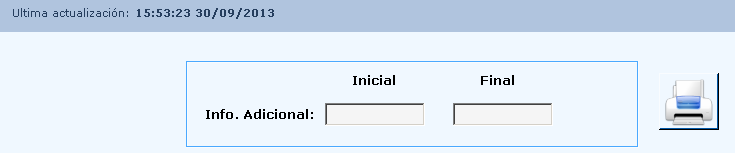 Ultima actualización: 15:53:23 30/09/2013
Inicial Final
Info. Adicional: